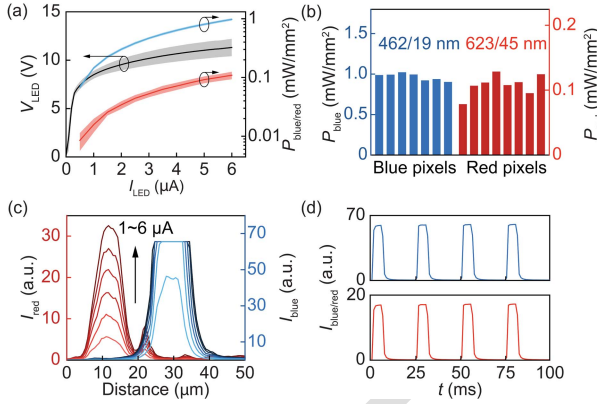 (a)
15
10
5
0
V_LED (V)
0 1 2 3 4 5 6
I_LED (μA)
1
0.1
0.01
P_blue/red (mW/mm²)
(b)
1.5
1.0
0.5
0
P_blue (mW/mm²)
462/19 nm 623/45 nm
Blue pixels Red pixels
0.2
0.1
0
(mW/mm²)
(c)
30
20
10
0
I_red (a.u.)
1~6 μA
70
50
30
10
I_blue (a.u.)
0 10 20 30 40 50
Distance (μm)
(d)
70
0
20
0
I_blue/red (a.u.)
0 25 50 75 100
t (ms)